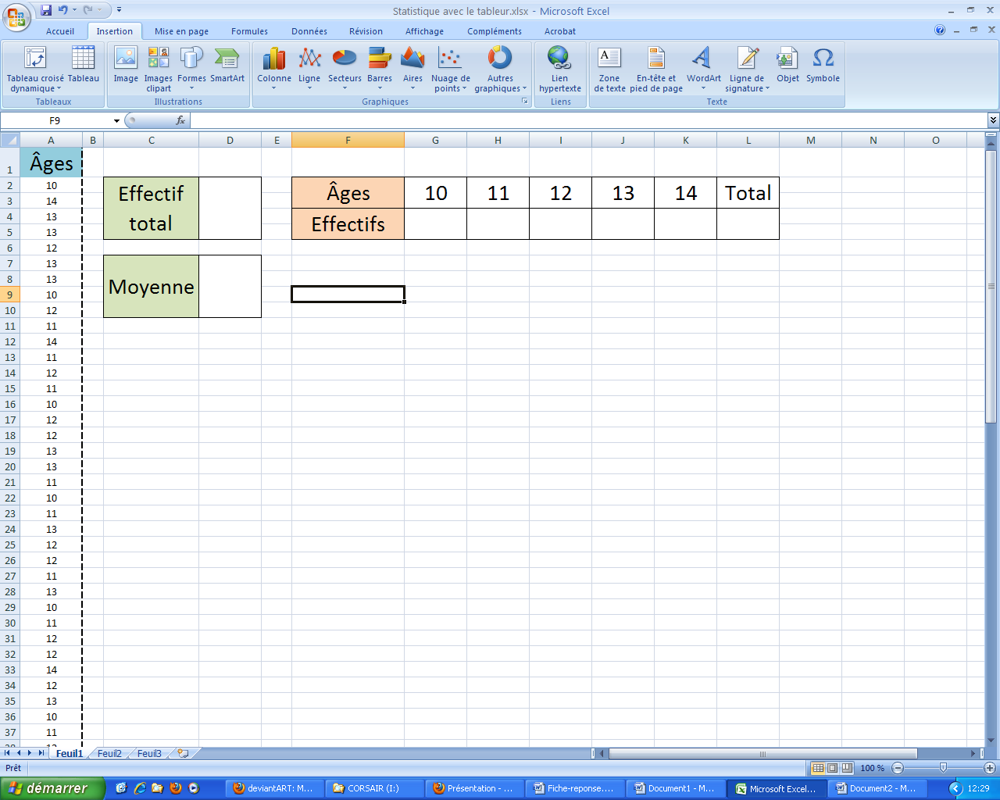 Statistique avec le tableur.xlsx - Microsoft Excel
Accueil Insertion Mise en page Formules Données Révision Affichage Compléments Acrobat
Tableau croisé dynamique Tableau Image Images clipart Formes SmartArt Colonne Ligne Secteurs Barres Aires Nuage de points Autres graphiques Lien hypertexte Zone de texte En-tête et pied de page WordArt Ligne de signature Objet Symbole
Tableaux Illustrations Graphiques Liens Texte
F9 fx
A B C D E F G H I J K L M N O
1 Âges
2 10
3 14
4 13
5 13
6 12
7 13
8 13
9 10
10 12
11 11
12 14
13 11
14 12
15 11
16 10
17 12
18 12
19 13
20 13
21 11
22 10
23 11
24 13
25 12
26 12
27 11
28 13
29 10
30 11
31 12
32 12
33 14
34 12
35 13
36 10
37 11
Effectif total
Moyenne
Âges 10 11 12 13 14 Total
Effectifs
Feuil1 Feuil2 Feuil3
Prêt 100 %
démarrer deviantART: M... CORSAIR (I:) Présentation - ... Fiche-reponse.... Document1 - M... Microsoft Excel... Document2 - M... 12:29